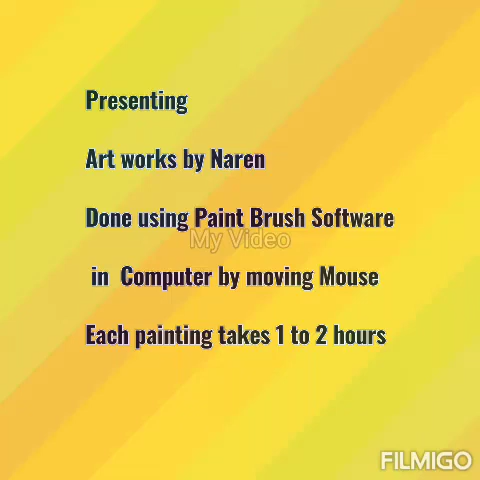 Presenting
Art works by Naren
Done using Paint Brush Software
My Video
in Computer by moving Mouse
Each painting takes 1 to 2 hours
FILMIGO